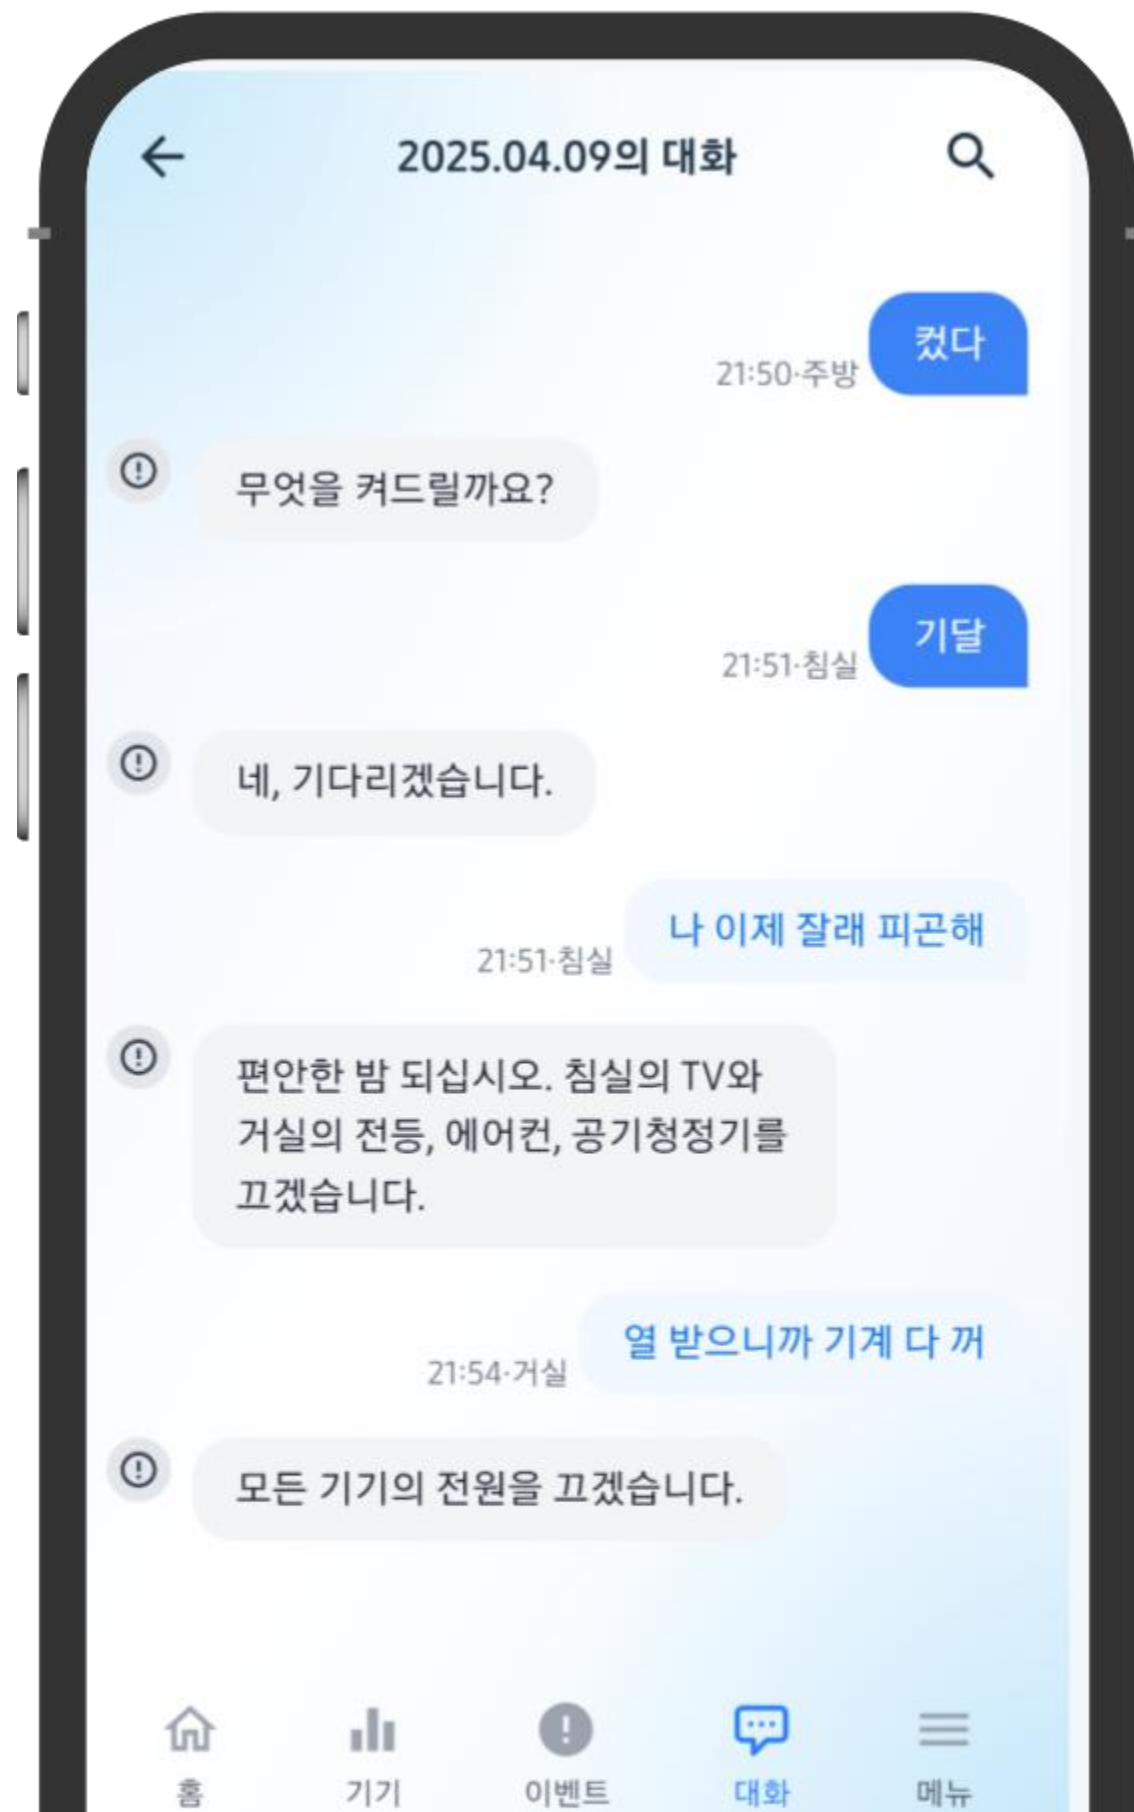 2025.04.09의 대화
컸다
21:50·주방
무엇을 켜드릴까요?
기달
21:51·침실
네, 기다리겠습니다.
나 이제 잘래 피곤해
21:51·침실
편안한 밤 되십시오. 침실의 TV와
거실의 전등, 에어컨, 공기청정기를
끄겠습니다.
열 받으니까 기계 다 꺼
21:54·거실
모든 기기의 전원을 끄겠습니다.
홈
기기
이벤트
대화
메뉴